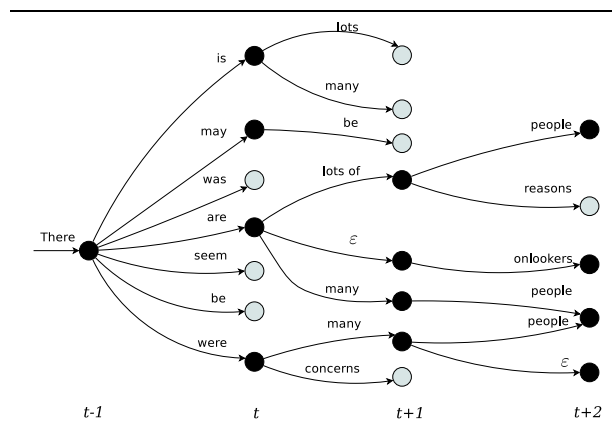 lots
is
many
may
be
people
was
lots of
reasons
are
There
ε
onlookers
seem
many
people
be
many
people
were
concerns
ε
t-1
t
t+1
t+2